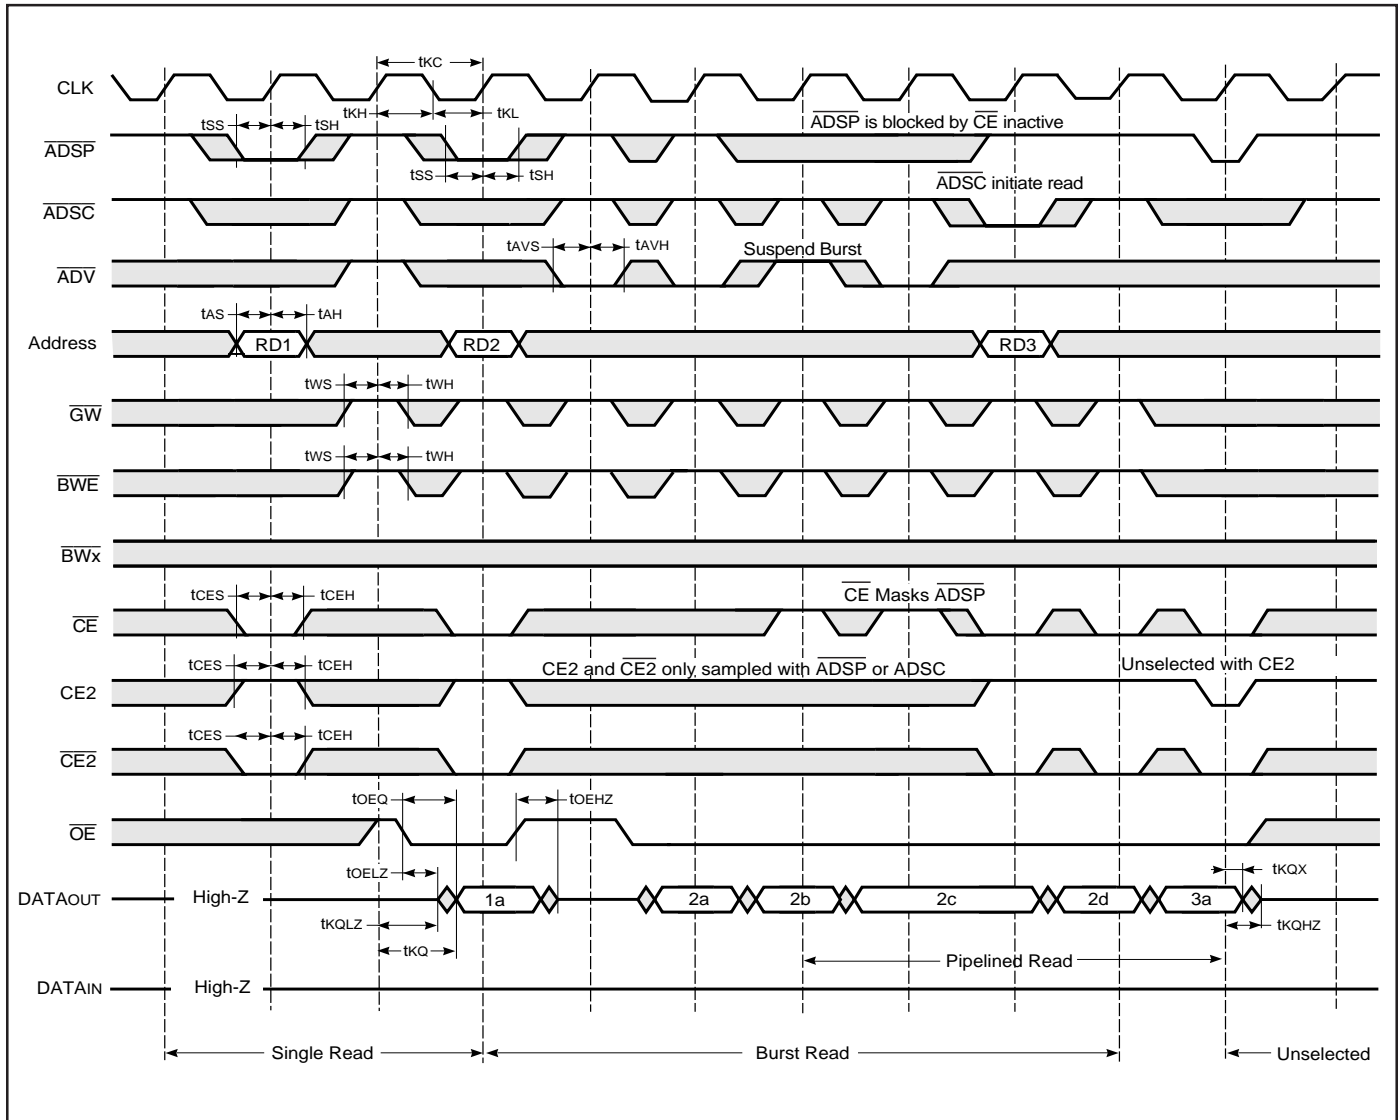 tKC
CLK
tKH
tKL
tSS
tSH
ADSP is blocked by CE inactive
ADSP
tSS
tSH
ADSC initiate read
ADSC
tAVS
tAVH
Suspend Burst
ADV
tAS
tAH
Address
RD1
RD2
RD3
tWS
tWH
GW
tWS
tWH
BWE
BWx
tCES
tCEH
CE Masks ADSP
CE
tCES
tCEH
CE2 and CE2 only sampled with ADSP or ADSC
Unselected with CE2
CE2
tCES
tCEH
CE2
tOEQ
tOEHZ
OE
tOELZ
tKQX
DATAOUT
High-Z
1a
2a
2b
2c
2d
3a
tKQLZ
tKQHZ
tKQ
Pipelined Read
DATAIN
High-Z
Single Read
Burst Read
Unselected